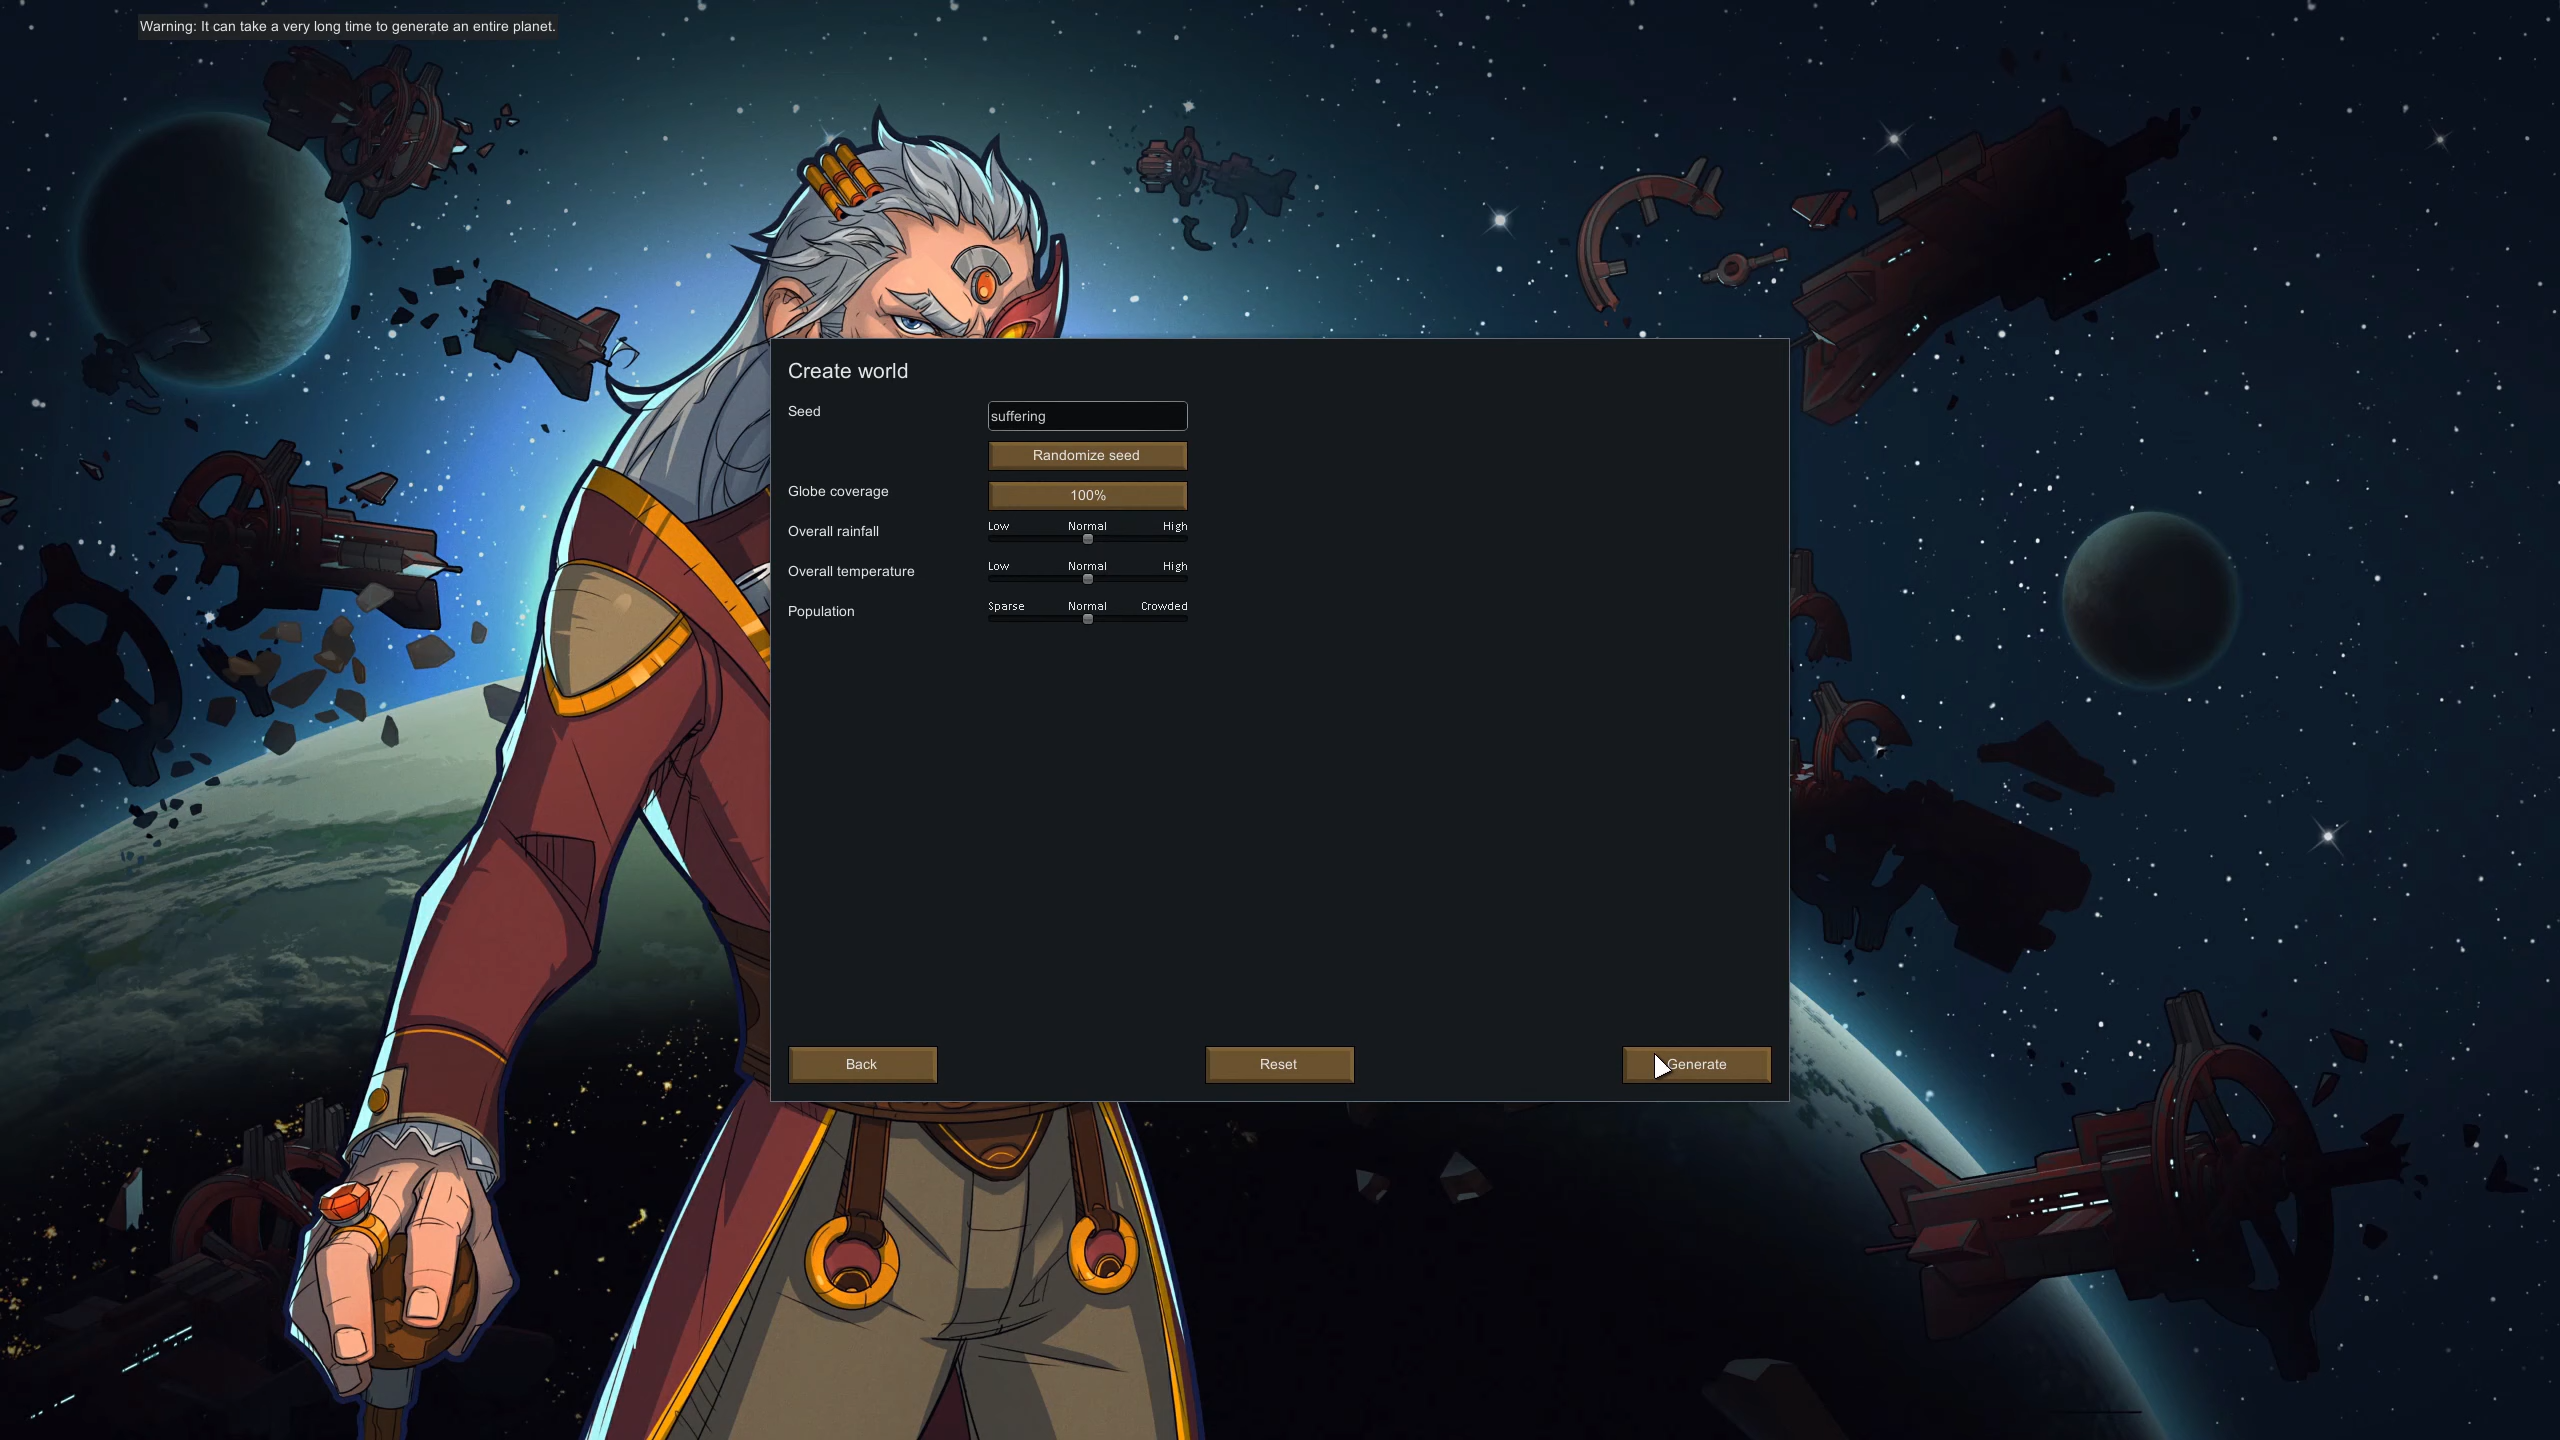 Warning: It can take a very long time to generate an entire planet.
Create world
Seed
suffering
Randomize seed
Globe coverage
100%
Overall rainfall
Low Normal High
Overall temperature
Low Normal High
Population
Sparse Normal Crowded
Back
Reset
Generate